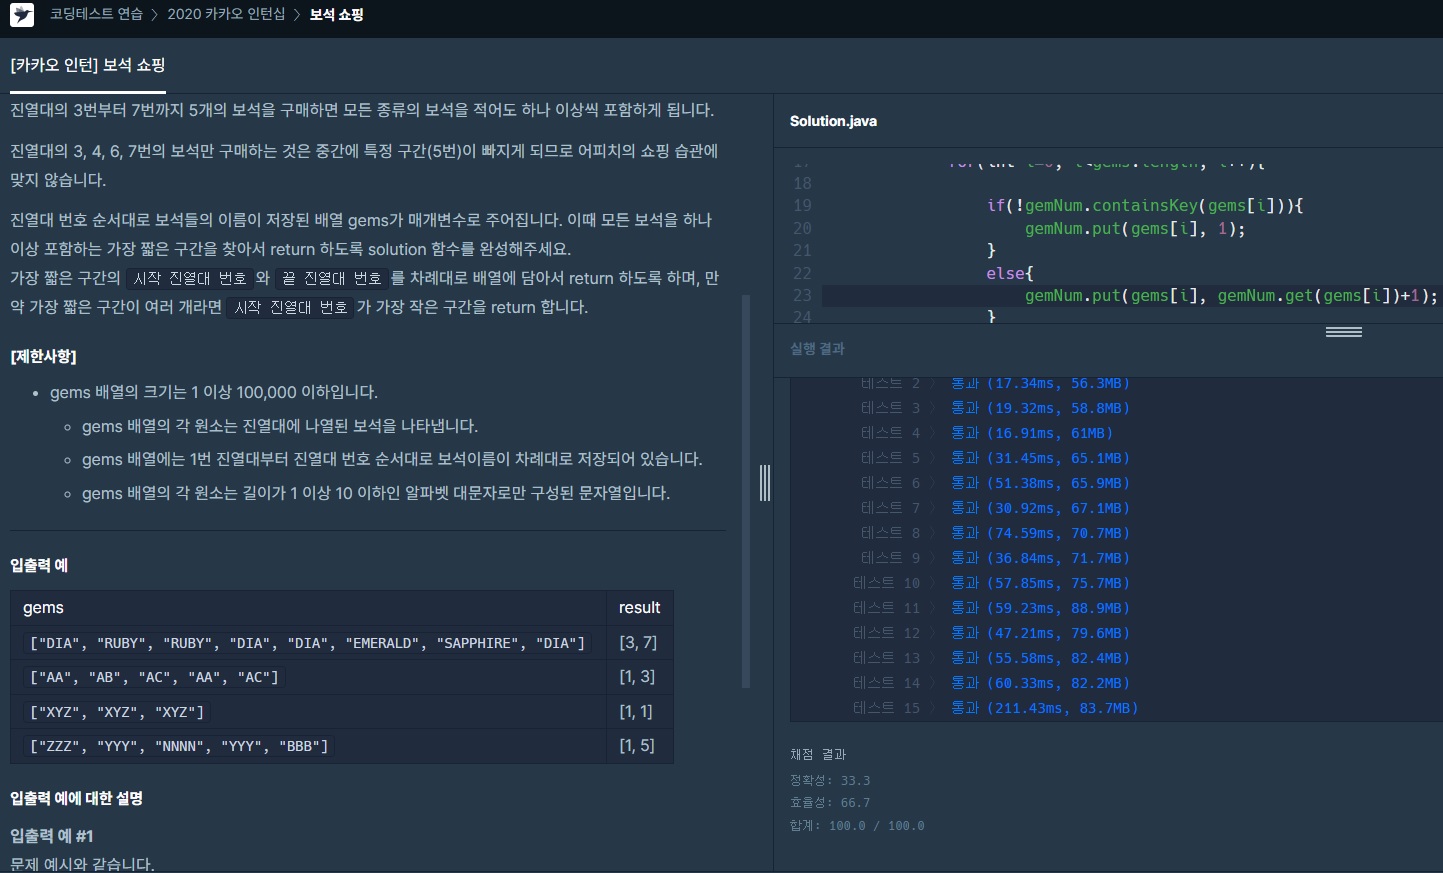 코딩테스트 연습 〉 2020 카카오 인턴십 〉 보석 쇼핑
[카카오 인턴] 보석 쇼핑
진열대의 3번부터 7번까지 5개의 보석을 구매하면 모든 종류의 보석을 적어도 하나 이상씩 포함하게 됩니다.
진열대의 3, 4, 6, 7번의 보석만 구매하는 것은 중간에 특정 구간(5번)이 빠지게 되므로 어피치의 쇼핑 습관에
맞지 않습니다.
진열대 번호 순서대로 보석들의 이름이 저장된 배열 gems가 매개변수로 주어집니다. 이때 모든 보석을 하나
이상 포함하는 가장 짧은 구간을 찾아서 return 하도록 solution 함수를 완성해주세요.
가장 짧은 구간의 시작 진열대 번호 와 끝 진열대 번호 를 차례대로 배열에 담아서 return 하도록 하며, 만
약 가장 짧은 구간이 여러 개라면 시작 진열대 번호 가 가장 작은 구간을 return 합니다.
[제한사항]
• gems 배열의 크기는 1 이상 100,000 이하입니다.
◦ gems 배열의 각 원소는 진열대에 나열된 보석을 나타냅니다.
◦ gems 배열에는 1번 진열대부터 진열대 번호 순서대로 보석이름이 차례대로 저장되어 있습니다.
◦ gems 배열의 각 원소는 길이가 1 이상 10 이하인 알파벳 대문자로만 구성된 문자열입니다.
입출력 예
gems result
["DIA", "RUBY", "RUBY", "DIA", "DIA", "EMERALD", "SAPPHIRE", "DIA"] [3, 7]
["AA", "AB", "AC", "AA", "AC"] [1, 3]
["XYZ", "XYZ", "XYZ"] [1, 1]
["ZZZ", "YYY", "NNNN", "YYY", "BBB"] [1, 5]
입출력 예에 대한 설명
입출력 예 #1
문제 예시와 같습니다.
Solution.java
17 for(int i=0; i<gems.length; i++){
18
19 if(!gemNum.containsKey(gems[i])){
20 gemNum.put(gems[i], 1);
21 }
22 else{
23 gemNum.put(gems[i], gemNum.get(gems[i])+1);
24 }
실행 결과
테스트 2 〉 통과 (17.34ms, 56.3MB)
테스트 3 〉 통과 (19.32ms, 58.8MB)
테스트 4 〉 통과 (16.91ms, 61MB)
테스트 5 〉 통과 (31.45ms, 65.1MB)
테스트 6 〉 통과 (51.38ms, 65.9MB)
테스트 7 〉 통과 (30.92ms, 67.1MB)
테스트 8 〉 통과 (74.59ms, 70.7MB)
테스트 9 〉 통과 (36.84ms, 71.7MB)
테스트 10 〉 통과 (57.85ms, 75.7MB)
테스트 11 〉 통과 (59.23ms, 88.9MB)
테스트 12 〉 통과 (47.21ms, 79.6MB)
테스트 13 〉 통과 (55.58ms, 82.4MB)
테스트 14 〉 통과 (60.33ms, 82.2MB)
테스트 15 〉 통과 (211.43ms, 83.7MB)
채점 결과
정확성: 33.3
효율성: 66.7
합계: 100.0 / 100.0